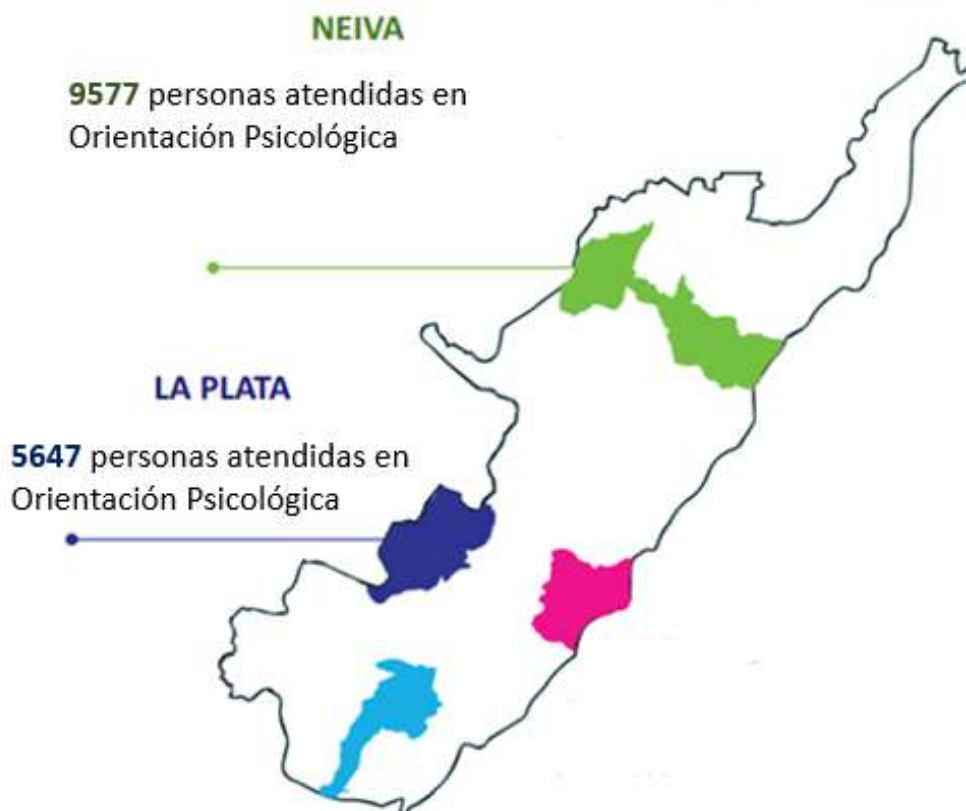 NEIVA
9577 personas atendidas en
Orientación Psicológica
LA PLATA
5647 personas atendidas en
Orientación Psicológica